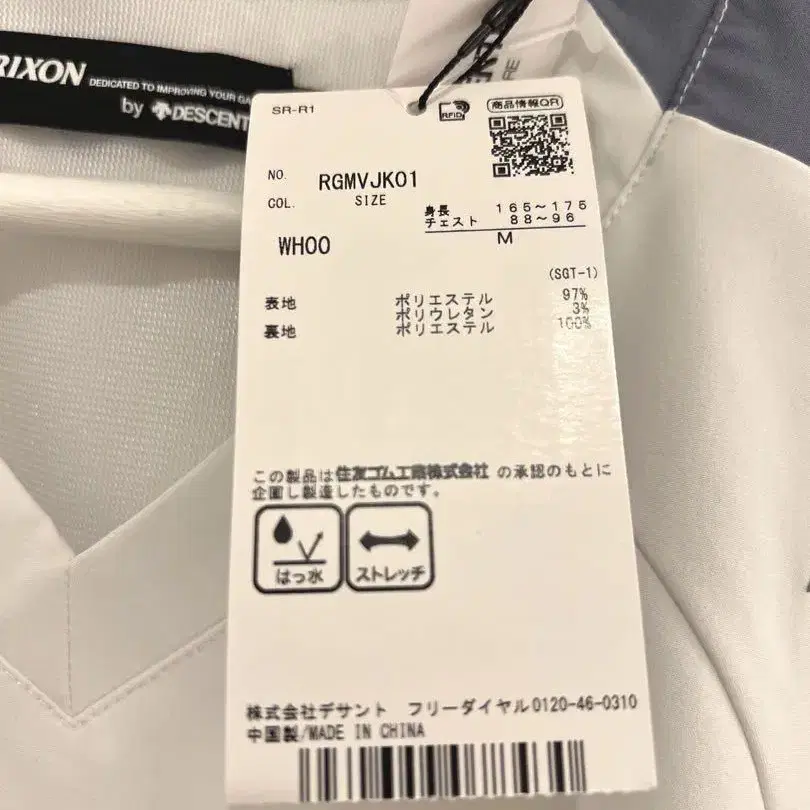 RIXON
DEDICATED TO IMPROVING YOUR GA
by DESCENT
SR-R1
RFID
商品情報QR
NO. RGMVJK01
COL. SIZE
身長 165~175
チェスト 88~96
WH00 M
(SGT-1)
表地 ポリエステル 97%
ポリウレタン 3%
裏地 ポリエステル 100%
この製品は住友ゴム工業株式会社 の承認のもとに
企画し製造したものです。
はっ水
ストレッチ
株式会社デサント フリーダイヤル0120-46-0310
中国製/MADE IN CHINA